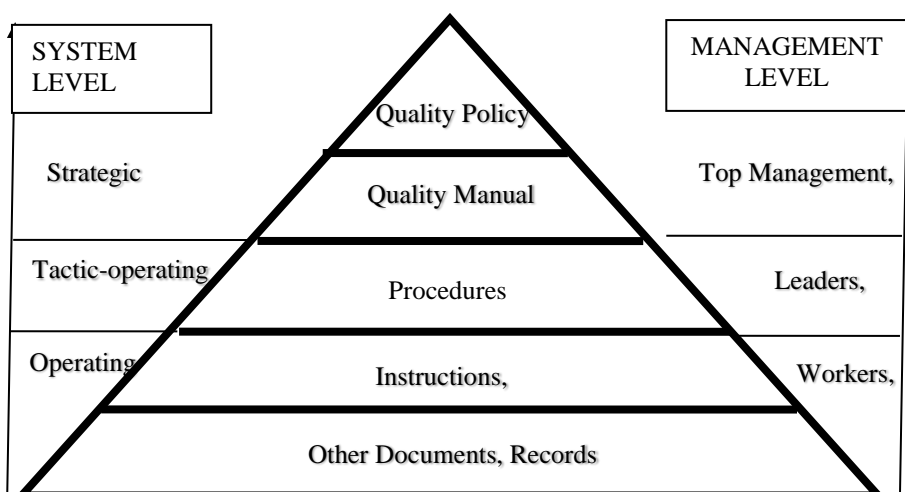 SYSTEM
LEVEL
MANAGEMENT
LEVEL
Quality Policy
Strategic
Top Management,
Quality Manual
Tactic-operating
Leaders,
Procedures
Operating
Instructions,
Workers,
Other Documents, Records